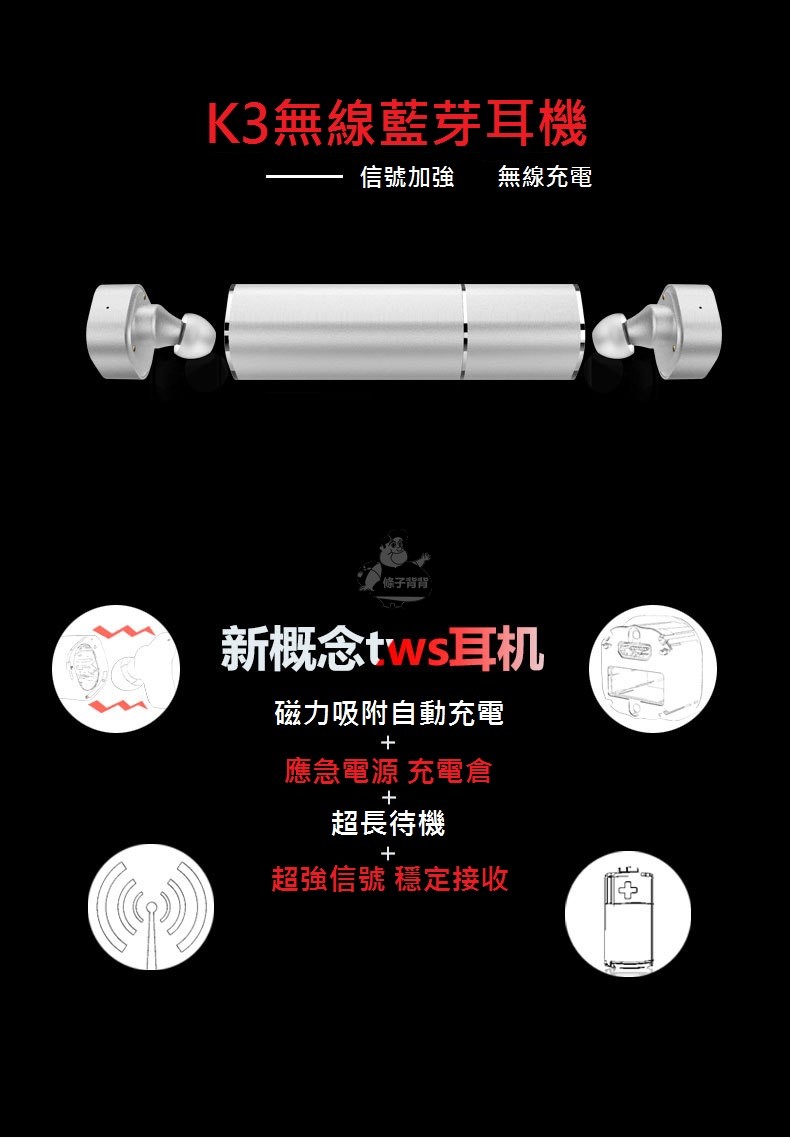 K3無線藍芽耳機
信號加強 無線充電
條子背背
新概念tws耳机
磁力吸附自動充電
+
應急電源 充電倉
+
超長待機
+
超強信號 穩定接收